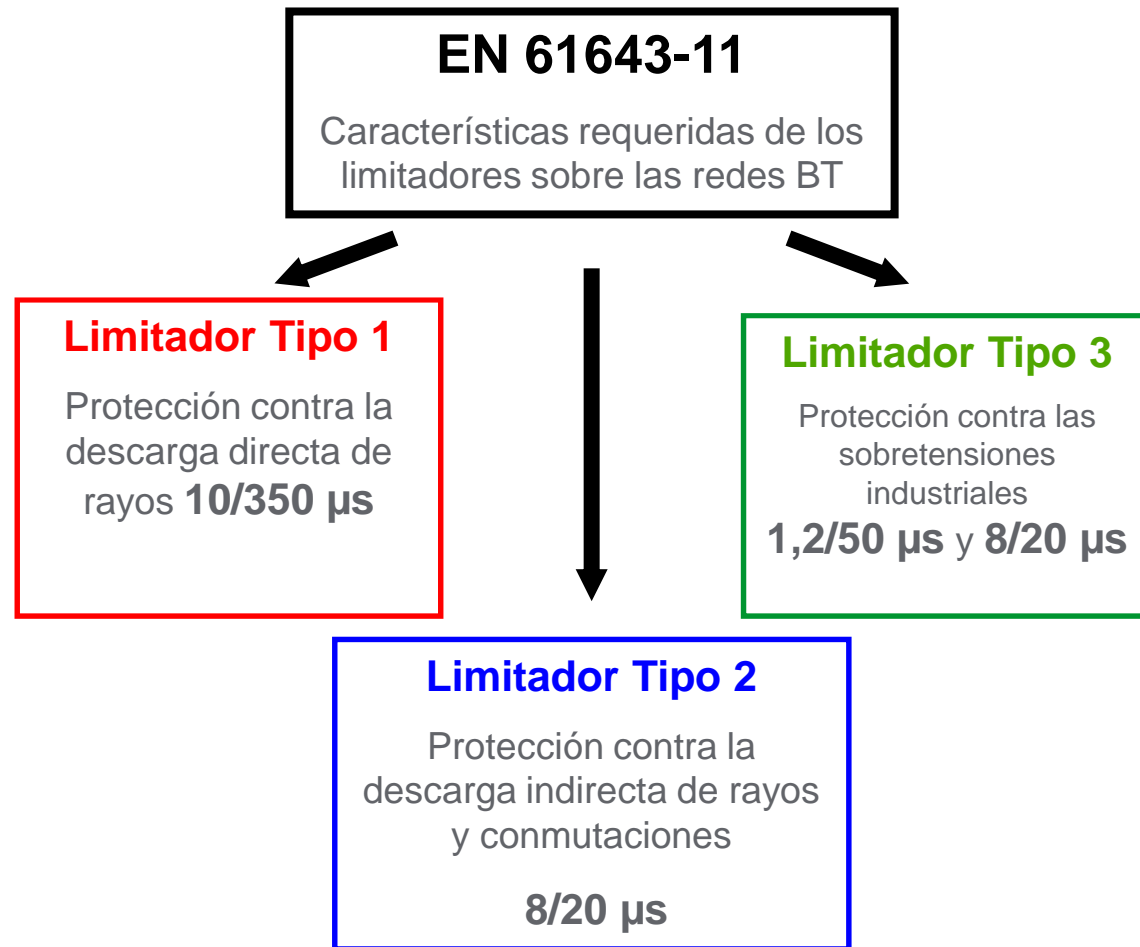 EN 61643-11
Características requeridas de los
limitadores sobre las redes BT
Limitador Tipo 1
Protección contra la
descarga directa de
rayos 10/350 µs
Limitador Tipo 2
Protección contra la
descarga indirecta de rayos
y conmutaciones
8/20 µs
Limitador Tipo 3
Protección contra las
sobretensiones
industriales
1,2/50 µs y 8/20 µs